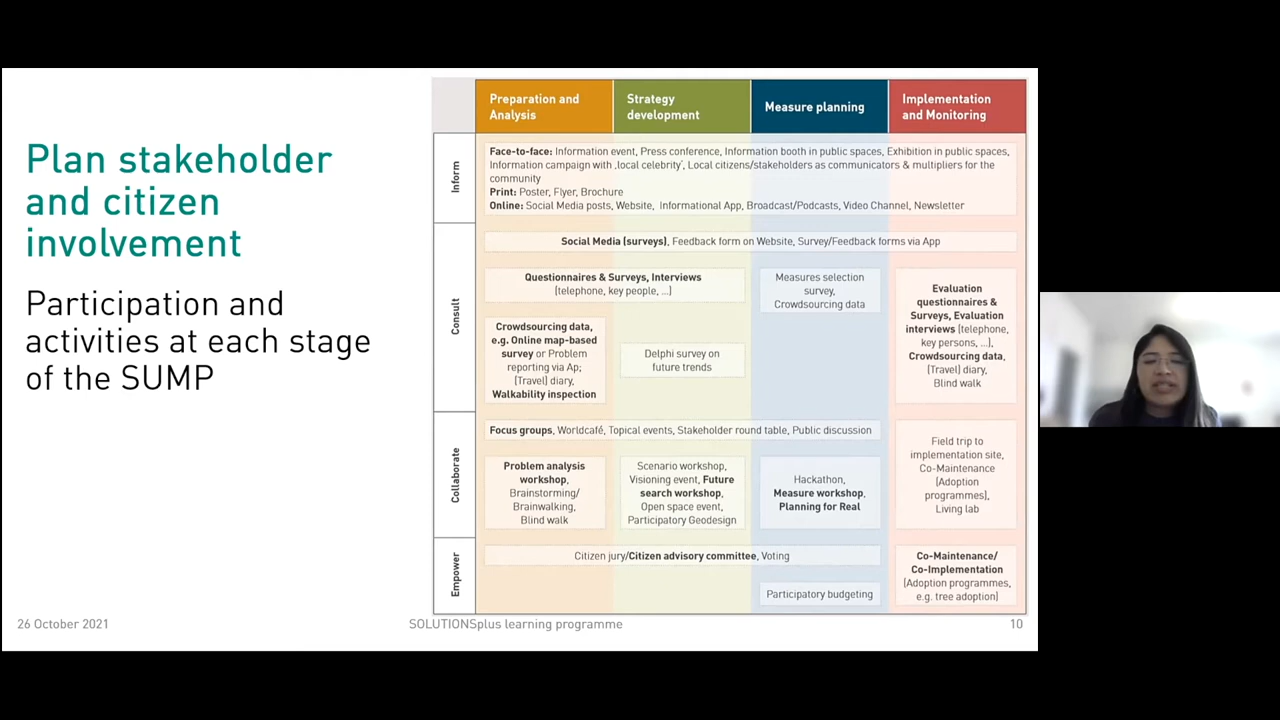 Plan stakeholder
and citizen
involvement
Participation and
activities at each stage
of the SUMP
Preparation and
Analysis
Strategy
development
Measure planning
Implementation
and Monitoring
Inform
Face-to-face: Information event, Press conference, Information booth in public spaces, Exhibition in public spaces,
Information campaign with ‚local celebrity‘, Local citizens/stakeholders as communicators & multipliers for the
community
Print: Poster, Flyer, Brochure
Online: Social Media posts, Website, Informational App, Broadcast/Podcasts, Video Channel, Newsletter
Consult
Social Media (surveys), Feedback form on Website, Survey/Feedback forms via App
Questionnaires & Surveys, Interviews
(telephone, key people, ...)
Measures selection
survey,
Crowdsourcing data
Evaluation
questionnaires &
Surveys, Evaluation
interviews (telephone,
key persons, ...),
Crowdsourcing data,
(Travel) diary,
Blind walk
Crowdsourcing data,
e.g. Online map-based
survey or Problem
reporting via Ap;
(Travel) diary,
Walkability inspection
Delphi survey on
future trends
Collaborate
Focus groups, Worldcafé, Topical events, Stakeholder round table, Public discussion
Field trip to
implementation site,
Co-Maintenance
(Adoption
programmes),
Living lab
Problem analysis
workshop,
Brainstorming/
Brainwalking,
Blind walk
Scenario workshop,
Visioning event, Future
search workshop,
Open space event,
Participatory Geodesign
Hackathon,
Measure workshop,
Planning for Real
Empower
Citizen jury/Citizen advisory committee, Voting
Co-Maintenance/
Co-Implementation
(Adoption programmes,
e.g. tree adoption)
Participatory budgeting
26 October 2021
SOLUTIONSplus learning programme
10